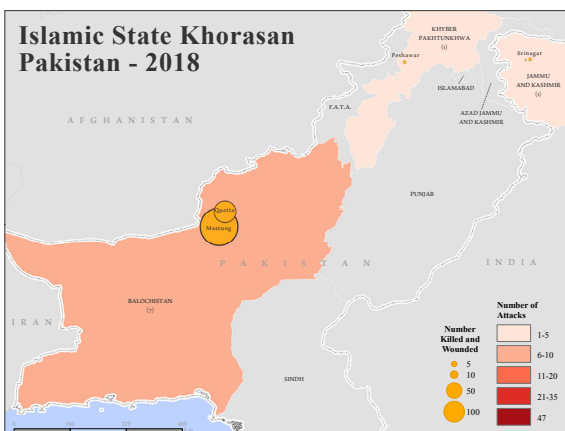 Islamic State Khorasan
Pakistan - 2018
KHYBER
PAKHTUNKHWA
(1)
Peshawar
Srinagar
ISLAMABAD
JAMMU
AND KASHMIR
(1)
F.A.T.A.
AZAD JAMMU
AND KASHMIR
AFGHANISTAN
PUNJAB
Quetta
Mastung
PAKISTAN
INDIA
BALOCHISTAN
(7)
IRAN
SINDH
Number
Killed and
Wounded
5
10
50
100
Number of
Attacks
1-5
6-10
11-20
21-35
47
0